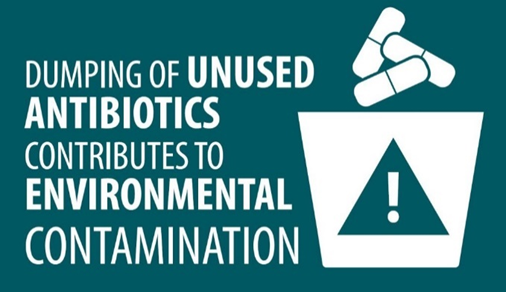 DUMPING OF UNUSED
ANTIBIOTICS
CONTRIBUTES TO
ENVIRONMENTAL
CONTAMINATION
!